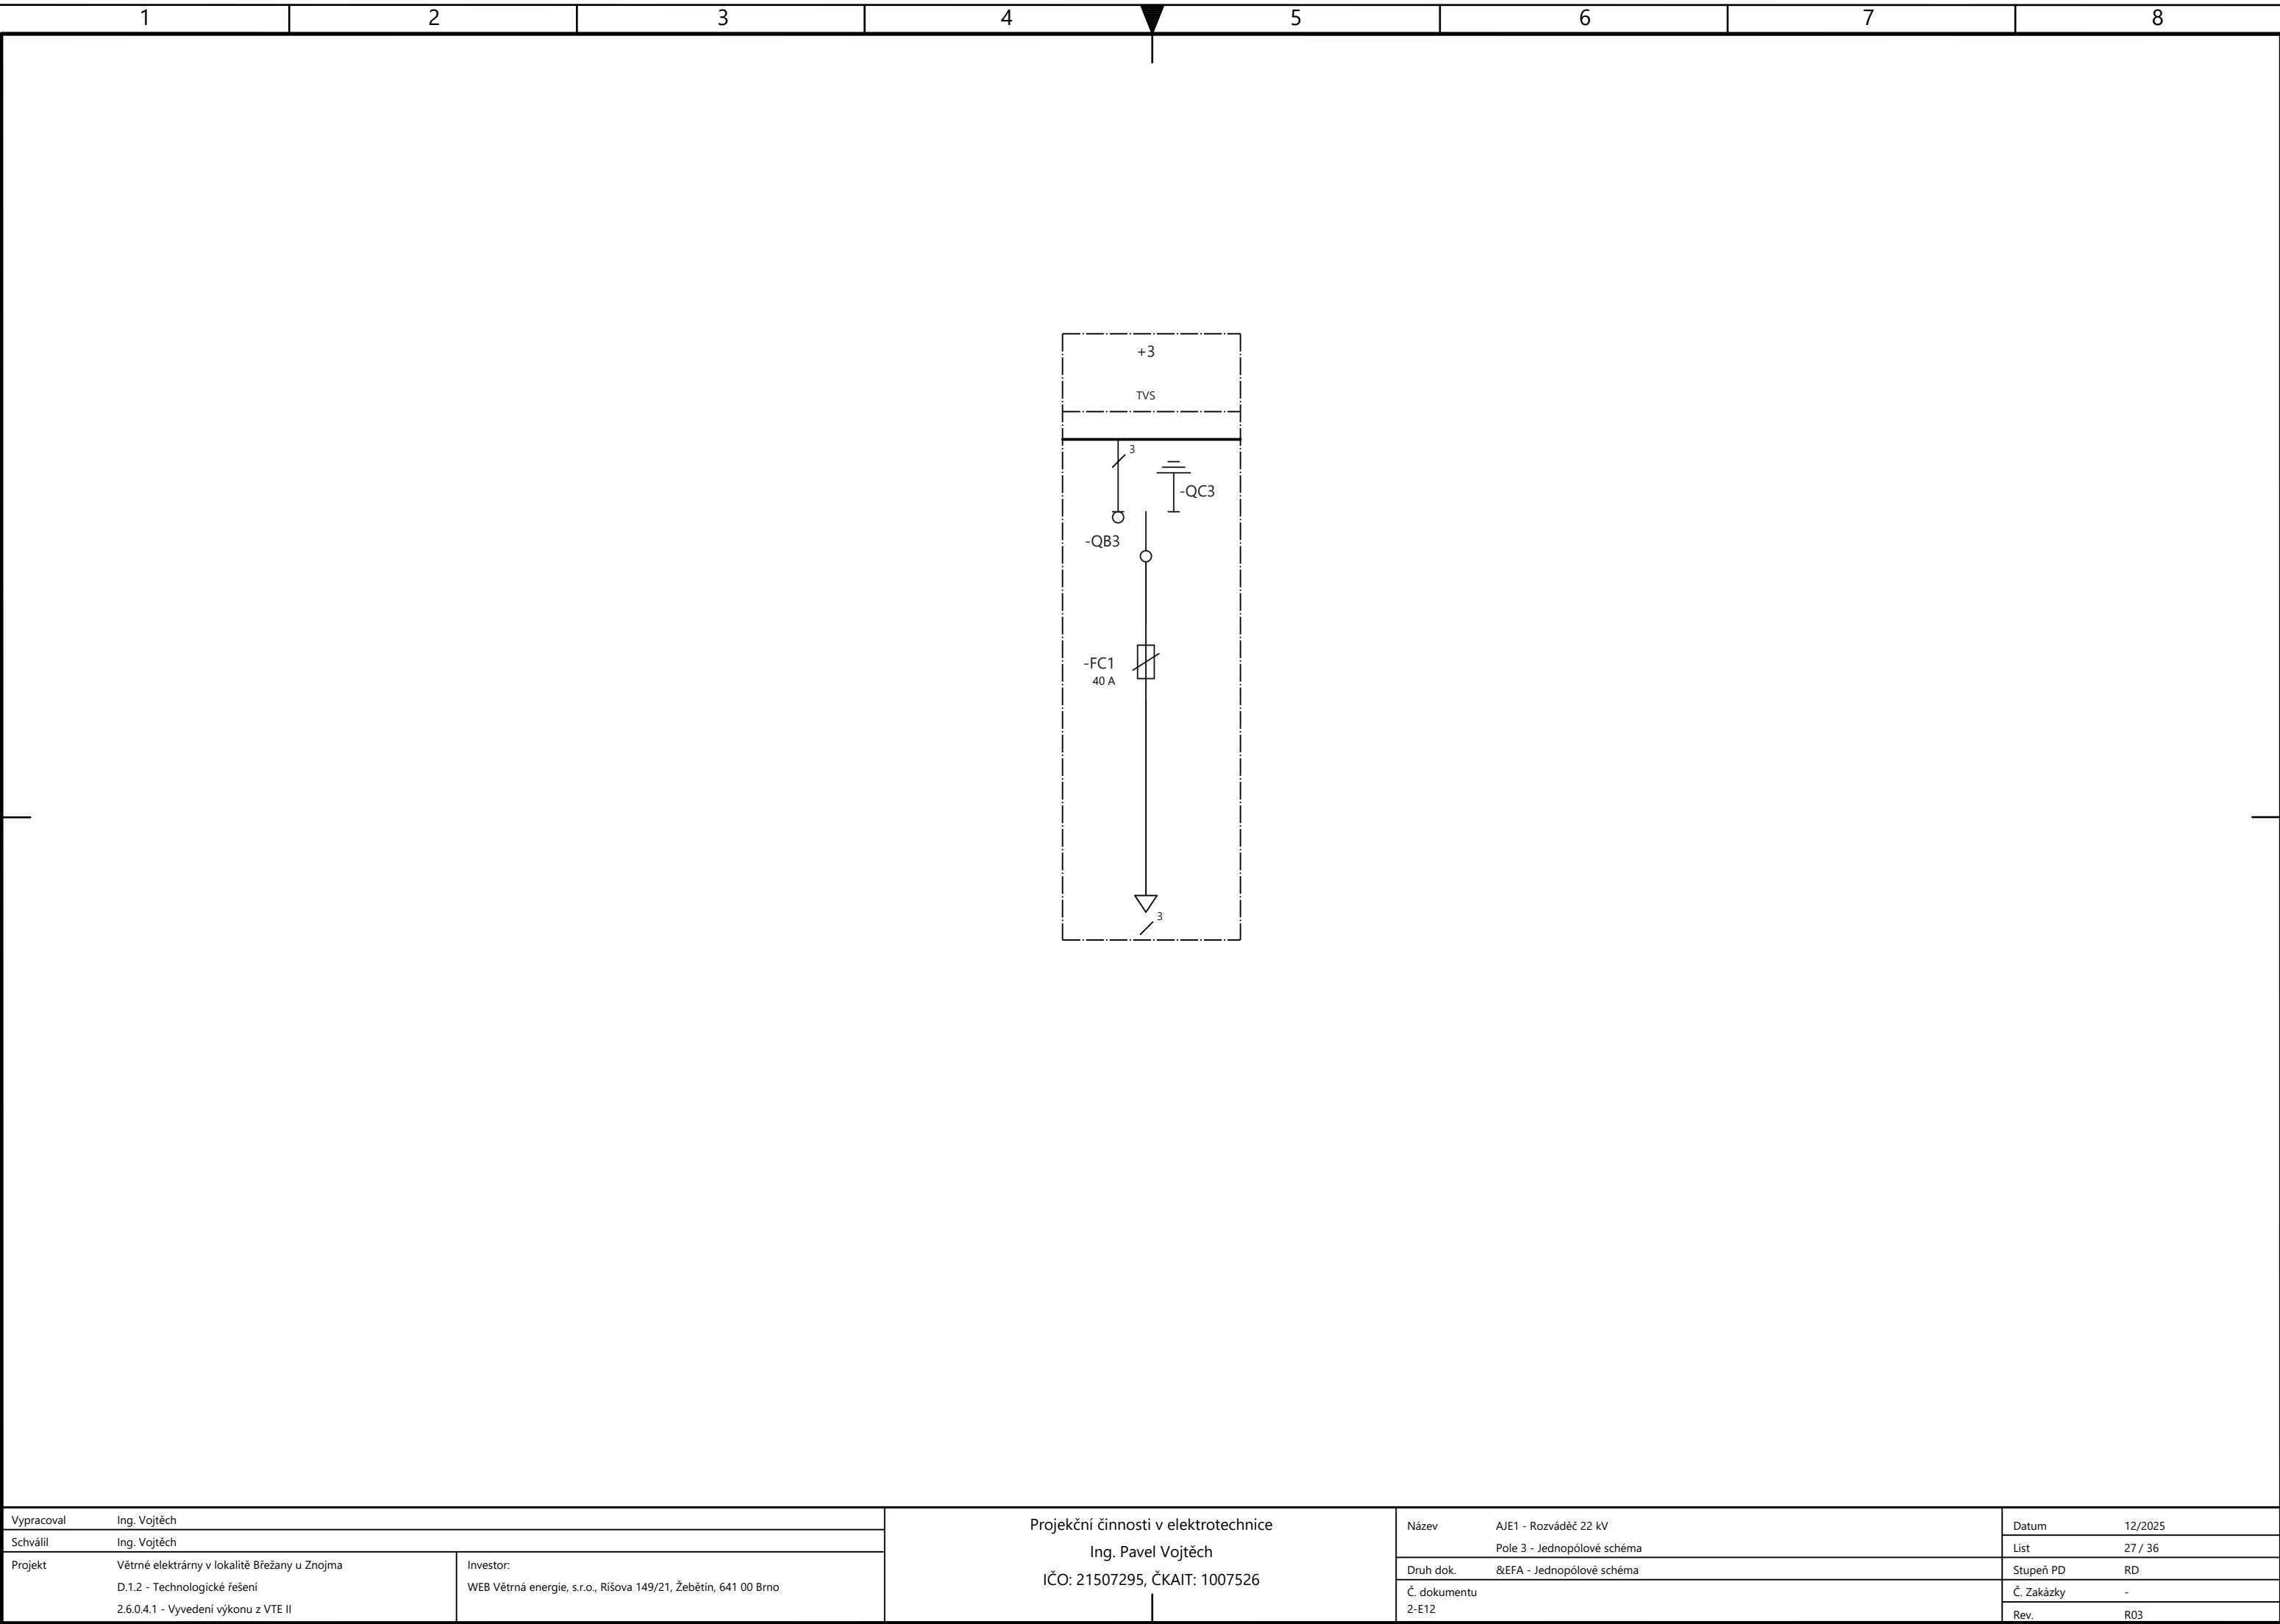 1 2 3 4 5 6 7 8
+3
TVS
3
-QC3
-QB3
-FC1
40 A
3
Vypracoval Ing. Vojtěch
Schválil Ing. Vojtěch
Projekt Větrné elektrárny v lokalitě Břežany u Znojma
D.1.2 - Technologické řešení
2.6.0.4.1 - Vyvedení výkonu z VTE II
Investor:
WEB Větrná energie, s.r.o., Ríšova 149/21, Žebětín, 641 00 Brno
Projekční činnosti v elektrotechnice
Ing. Pavel Vojtěch
IČO: 21507295, ČKAIT: 1007526
Název AJE1 - Rozváděč 22 kV
Pole 3 - Jednopólové schéma
Druh dok. &EFA - Jednopólové schéma
Č. dokumentu
2-E12
Datum 12/2025
List 27 / 36
Stupeň PD RD
Č. Zakázky -
Rev. R03